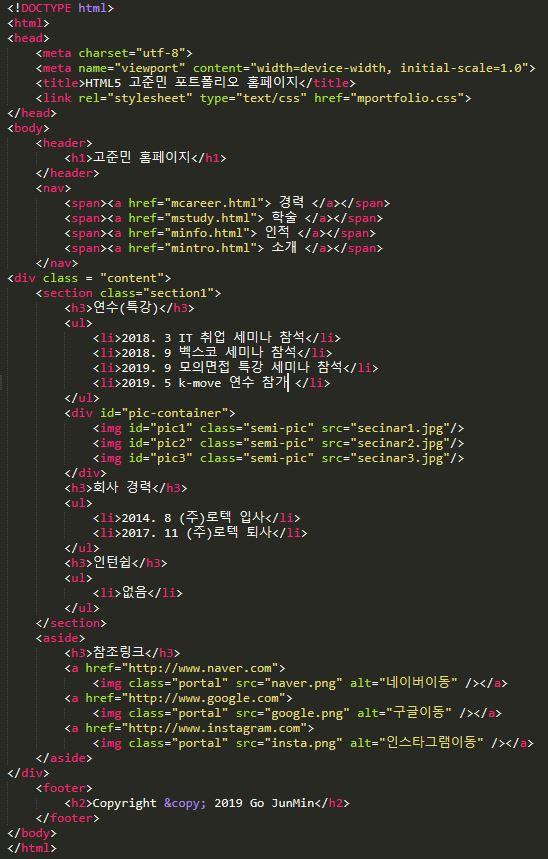 <!DOCTYPE html>
<html>
<head>
<meta charset="utf-8">
<meta name="viewport" content="width=device-width, initial-scale=1.0">
<title>HTML5 고준민 포트폴리오 홈페이지</title>
<link rel="stylesheet" type="text/css" href="mportfolio.css">
</head>
<body>
<header>
<h1>고준민 홈페이지</h1>
</header>
<nav>
<span><a href="mcareer.html"> 경력 </a></span>
<span><a href="mstudy.html"> 학술 </a></span>
<span><a href="minfo.html"> 인적 </a></span>
<span><a href="mintro.html"> 소개 </a></span>
</nav>
<div class = "content">
<section class="section1">
<h3>연수(특강)</h3>
<ul>
<li>2018. 3 IT 취업 세미나 참석</li>
<li>2018. 9 벡스코 세미나 참석</li>
<li>2019. 9 모의면접 특강 세미나 참석</li>
<li>2019. 5 k-move 연수 참가 </li>
</ul>
<div id="pic-container">
<img id="pic1" class="semi-pic" src="secinar1.jpg"/>
<img id="pic2" class="semi-pic" src="secinar2.jpg"/>
<img id="pic3" class="semi-pic" src="secinar3.jpg"/>
</div>
<h3>회사 경력</h3>
<ul>
<li>2014. 8 (주)로텍 입사</li>
<li>2017. 11 (주)로텍 퇴사</li>
</ul>
<h3>인턴쉽</h3>
<ul>
<li>없음</li>
</ul>
</section>
<aside>
<h3>참조링크</h3>
<a href="http://www.naver.com">
<img class="portal" src="naver.png" alt="네이버이동" /></a>
<a href="http://www.google.com">
<img class="portal" src="google.png" alt="구글이동" /></a>
<a href="http://www.instagram.com">
<img class="portal" src="insta.png" alt="인스타그램이동" /></a>
</aside>
</div>
<footer>
<h2>Copyright &copy; 2019 Go JunMin</h2>
</footer>
</body>
</html>